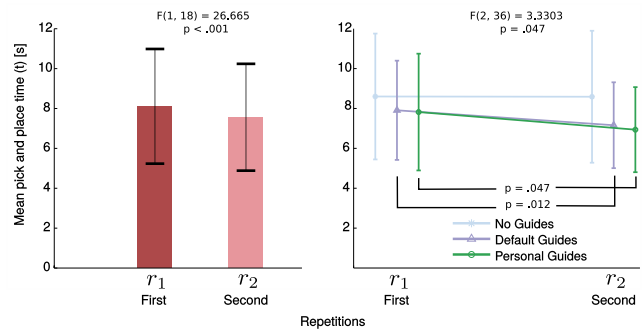 F(1, 18) = 26.665
p < .001
F(2, 36) = 3.3303
p = .047
Mean pick and place time (t) [s]
12
10
8
6
4
2
0
12
10
8
6
4
2
p = .047
p = .012
No Guides
Default Guides
Personal Guides
r1
r2
First
Second
r1
r2
First
Second
Repetitions